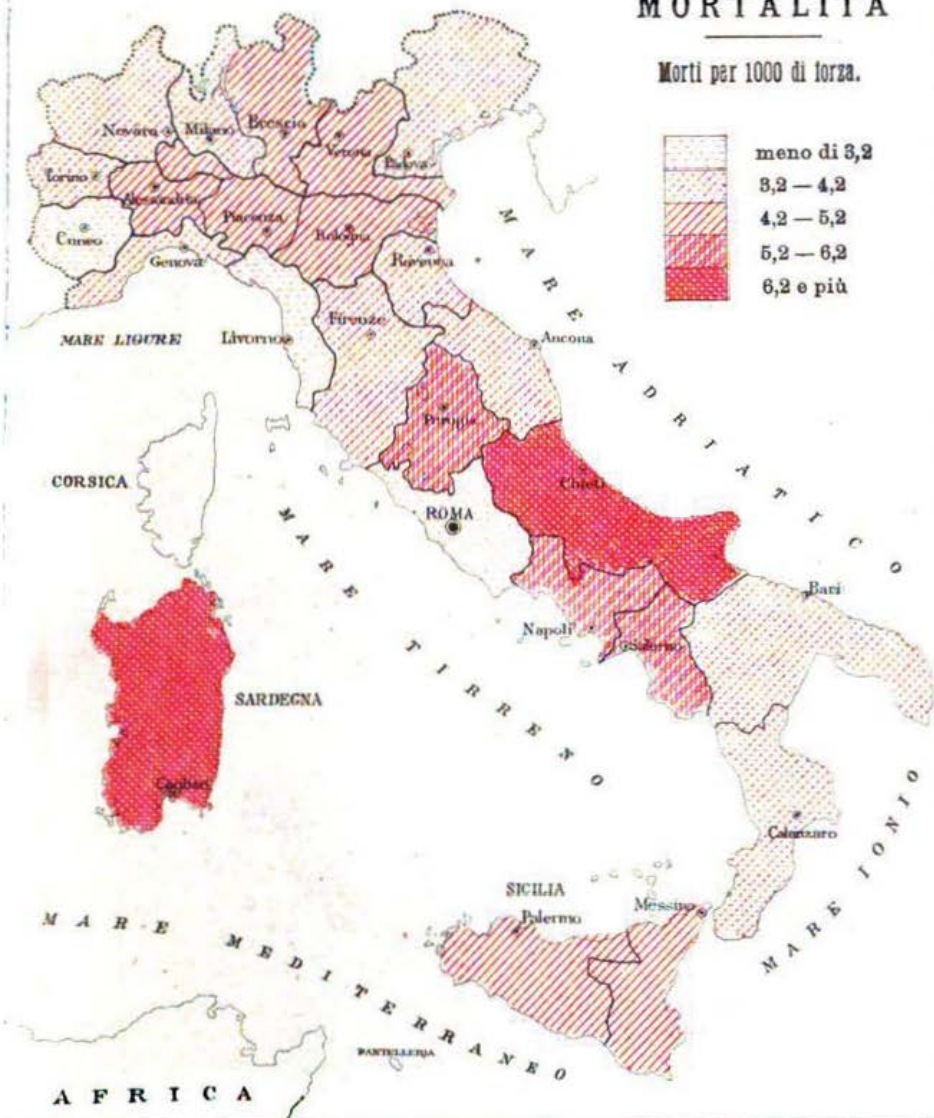 MORTALITÀ
Morti per 1000 di forza.
meno di 3,2
3,2 — 4,2
4,2 — 5,2
5,2 — 6,2
6,2 e più
Novara
Milano
Brescia
Verona
Padova
Torino
Alessandria
Piacenza
Bologna
Cuneo
Genova
Ravenna
MARE LIGURE
Livorno
Firenze
Ancona
MARE ADRIATICO
Perugia
CORSICA
Chieti
ROMA
MARE TIRRENO
Bari
Napoli
Salerno
SARDEGNA
Cagliari
Catanzaro
MARE IONIO
SICILIA
Messina
Palermo
MARE MEDITERRANEO
PANTELLERIA
AFRICA